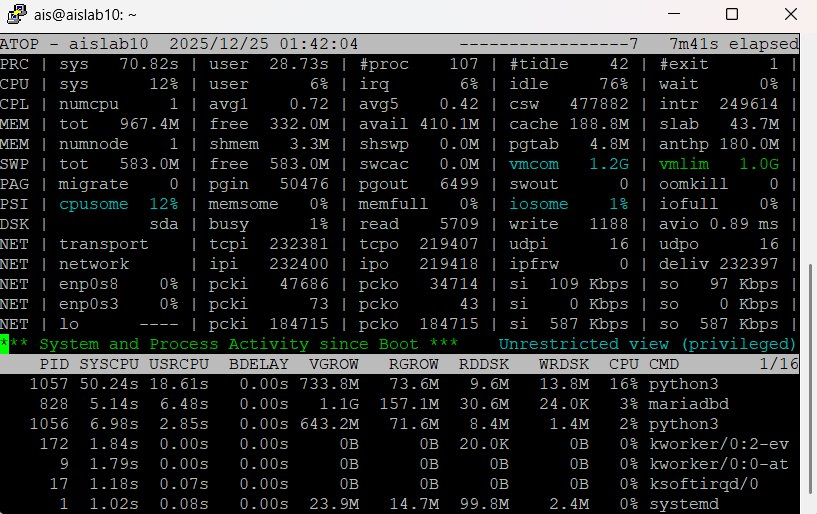 ais@aislab10: ~
ATOP - aislab10 2025/12/25 01:42:04 -----------------7 7m41s elapsed
PRC | sys 70.82s | user 28.73s | #proc 107 | #tidle 42 | #exit 1 |
CPU | sys 12% | user 6% | irq 6% | idle 76% | wait 0% |
CPL | numcpu 1 | avg1 0.72 | avg5 0.42 | csw 477882 | intr 249614 |
MEM | tot 967.4M | free 332.0M | avail 410.1M | cache 188.8M | slab 43.7M |
MEM | numnode 1 | shmem 3.3M | shswp 0.0M | pgtab 4.8M | anthp 180.0M |
SWP | tot 583.0M | free 583.0M | swcac 0.0M | vmcom 1.2G | vmlim 1.0G |
PAG | migrate 0 | pgin 50476 | pgout 6499 | swout 0 | oomkill 0 |
PSI | cpusome 12% | memsome 0% | memfull 0% | iosome 1% | iofull 0% |
DSK | sda | busy 1% | read 5709 | write 1188 | avio 0.89 ms |
NET | transport | tcpi 232381 | tcpo 219407 | udpi 16 | udpo 16 |
NET | network | ipi 232400 | ipo 219418 | ipfrw 0 | deliv 232397 |
NET | enp0s8 0% | pcki 47686 | pcko 34714 | si 109 Kbps | so 97 Kbps |
NET | enp0s3 0% | pcki 73 | pcko 43 | si 0 Kbps | so 0 Kbps |
NET | lo ---- | pcki 184715 | pcko 184715 | si 587 Kbps | so 587 Kbps |
*** System and Process Activity since Boot *** Unrestricted view (privileged)
PID SYSCPU USRCPU BDELAY VGROW RGROW RDDSK WRDSK CPU CMD 1/16
1057 50.24s 18.61s 0.00s 733.8M 73.6M 9.6M 13.8M 16% python3
828 5.14s 6.48s 0.00s 1.1G 157.1M 30.6M 24.0K 3% mariadbd
1056 6.98s 2.85s 0.00s 643.2M 71.6M 8.4M 1.4M 2% python3
172 1.84s 0.00s 0.00s 0B 0B 20.0K 0B 0% kworker/0:2-ev
9 1.79s 0.00s 0.00s 0B 0B 0B 0B 0% kworker/0:0-at
17 1.18s 0.07s 0.00s 0B 0B 0B 0B 0% ksoftirqd/0
1 1.02s 0.08s 0.00s 23.9M 14.7M 99.8M 2.4M 0% systemd